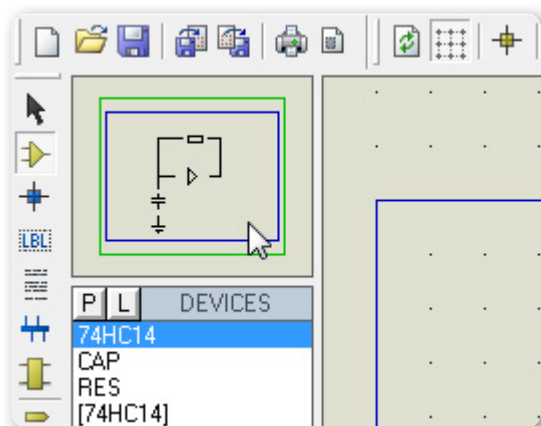 LBL
P L DEVICES
74HC14
CAP
RES
[74HC14]